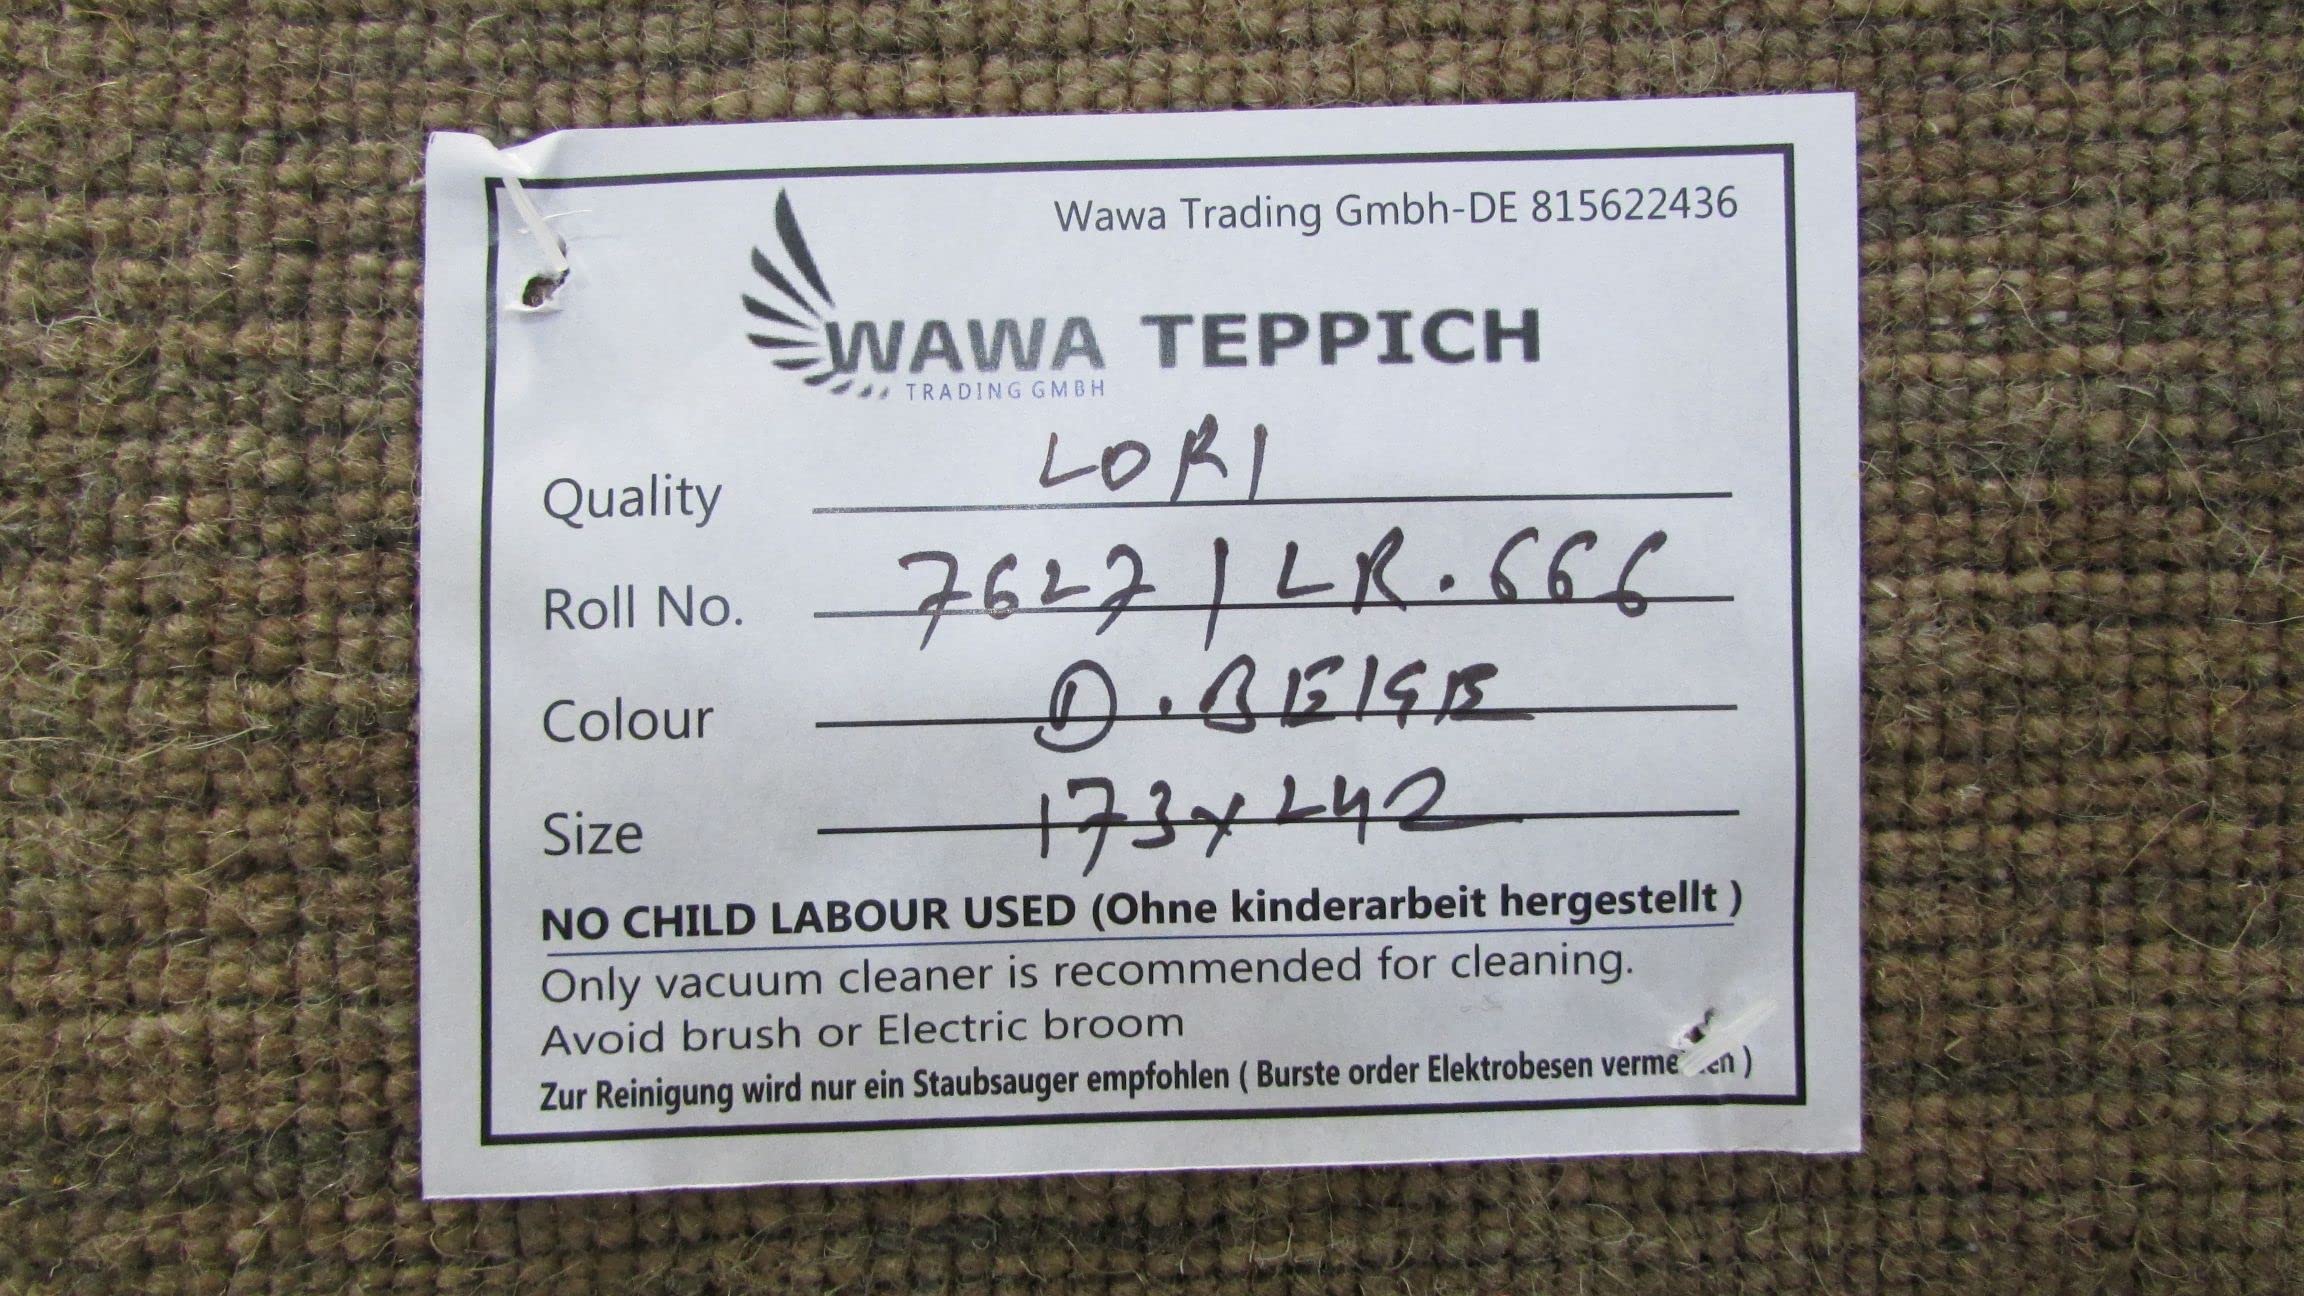 Wawa Trading Gmbh-DE 815622436
WAWA TEPPICH
TRADING GMBH
Quality LORI
Roll No. 7627 / LR.666
Colour D.BEIGE
Size 173x242
NO CHILD LABOUR USED (Ohne kinderarbeit hergestellt )
Only vacuum cleaner is recommended for cleaning.
Avoid brush or Electric broom
Zur Reinigung wird nur ein Staubsauger empfohlen ( Burste order Elektrobesen )